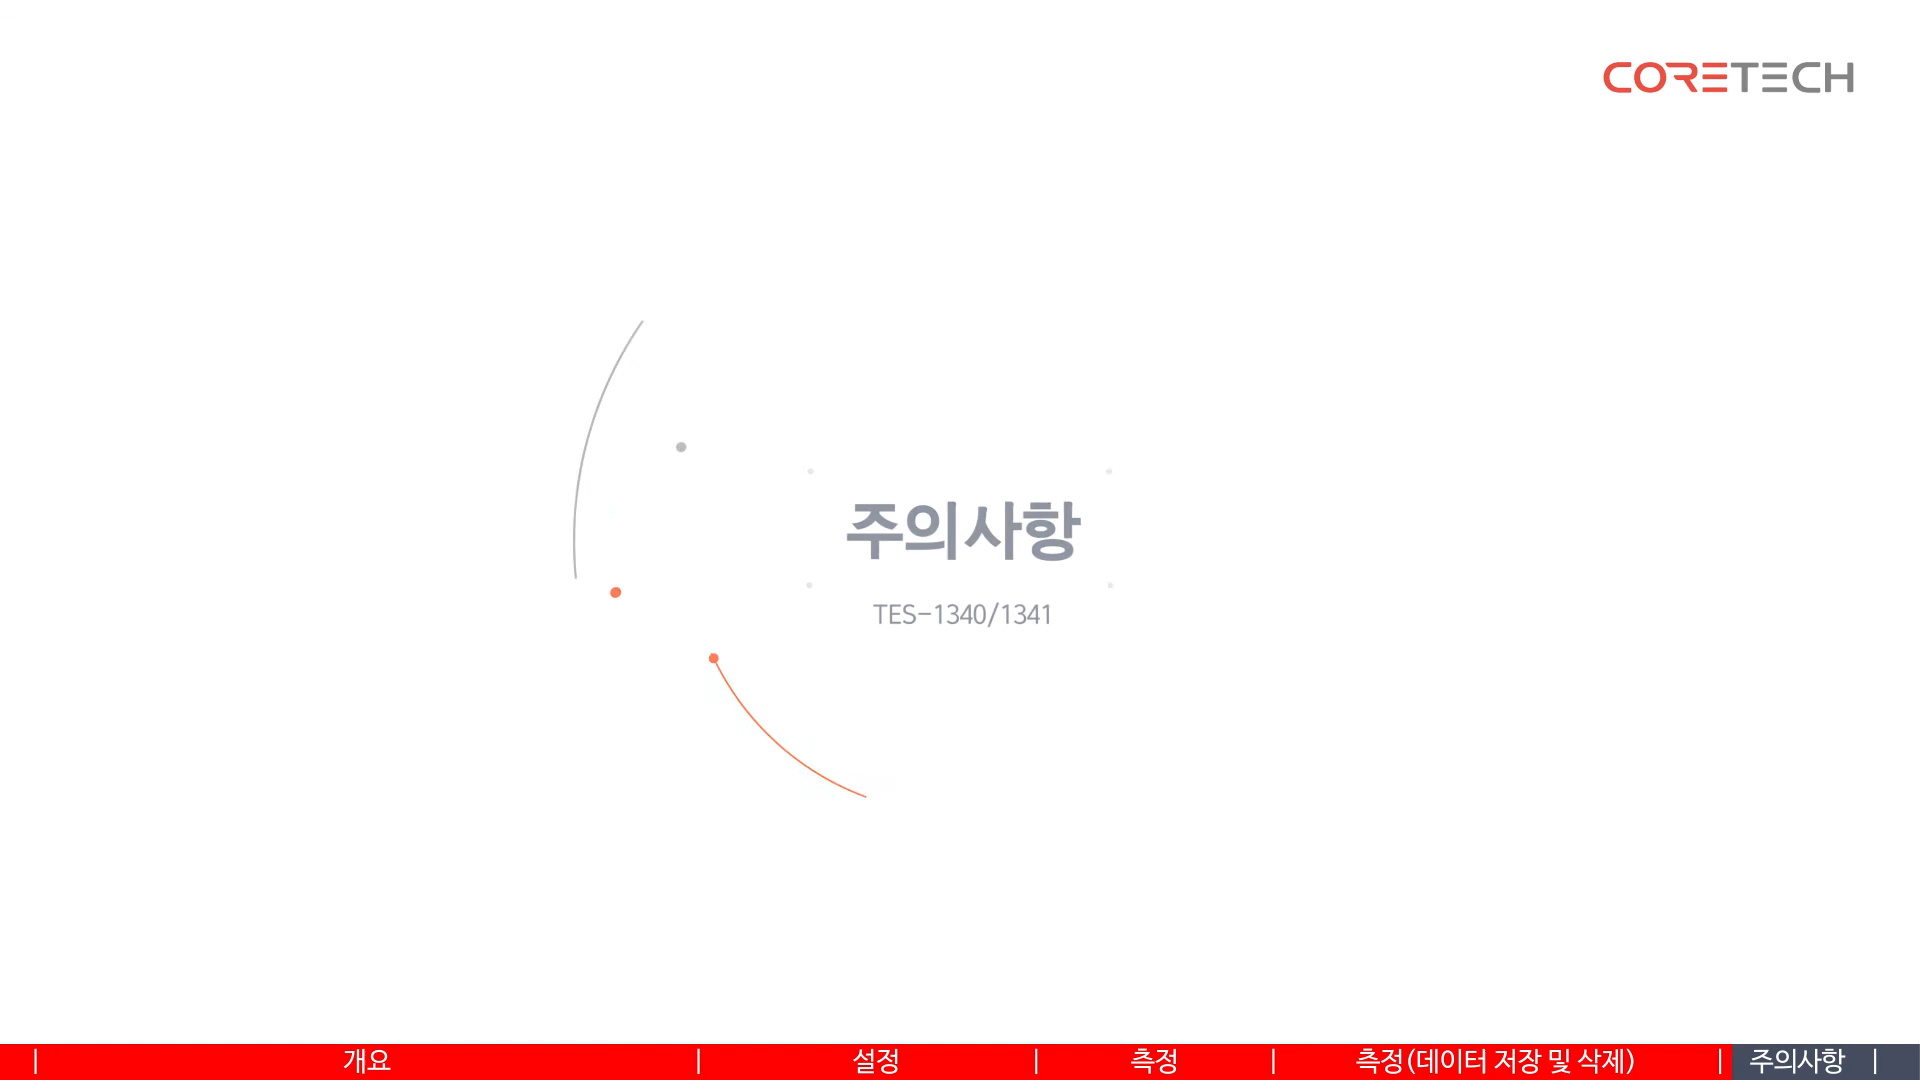 CORETECH
주의사항
TES-1340/1341
| 개요 | 설정 | 측정 | 측정(데이터 저장 및 삭제) | 주의사항 |